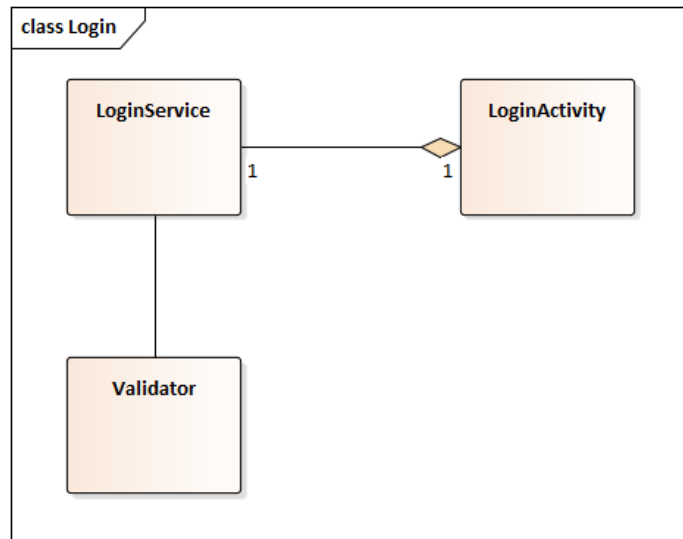 class Login
LoginService
LoginActivity
1
1
Validator